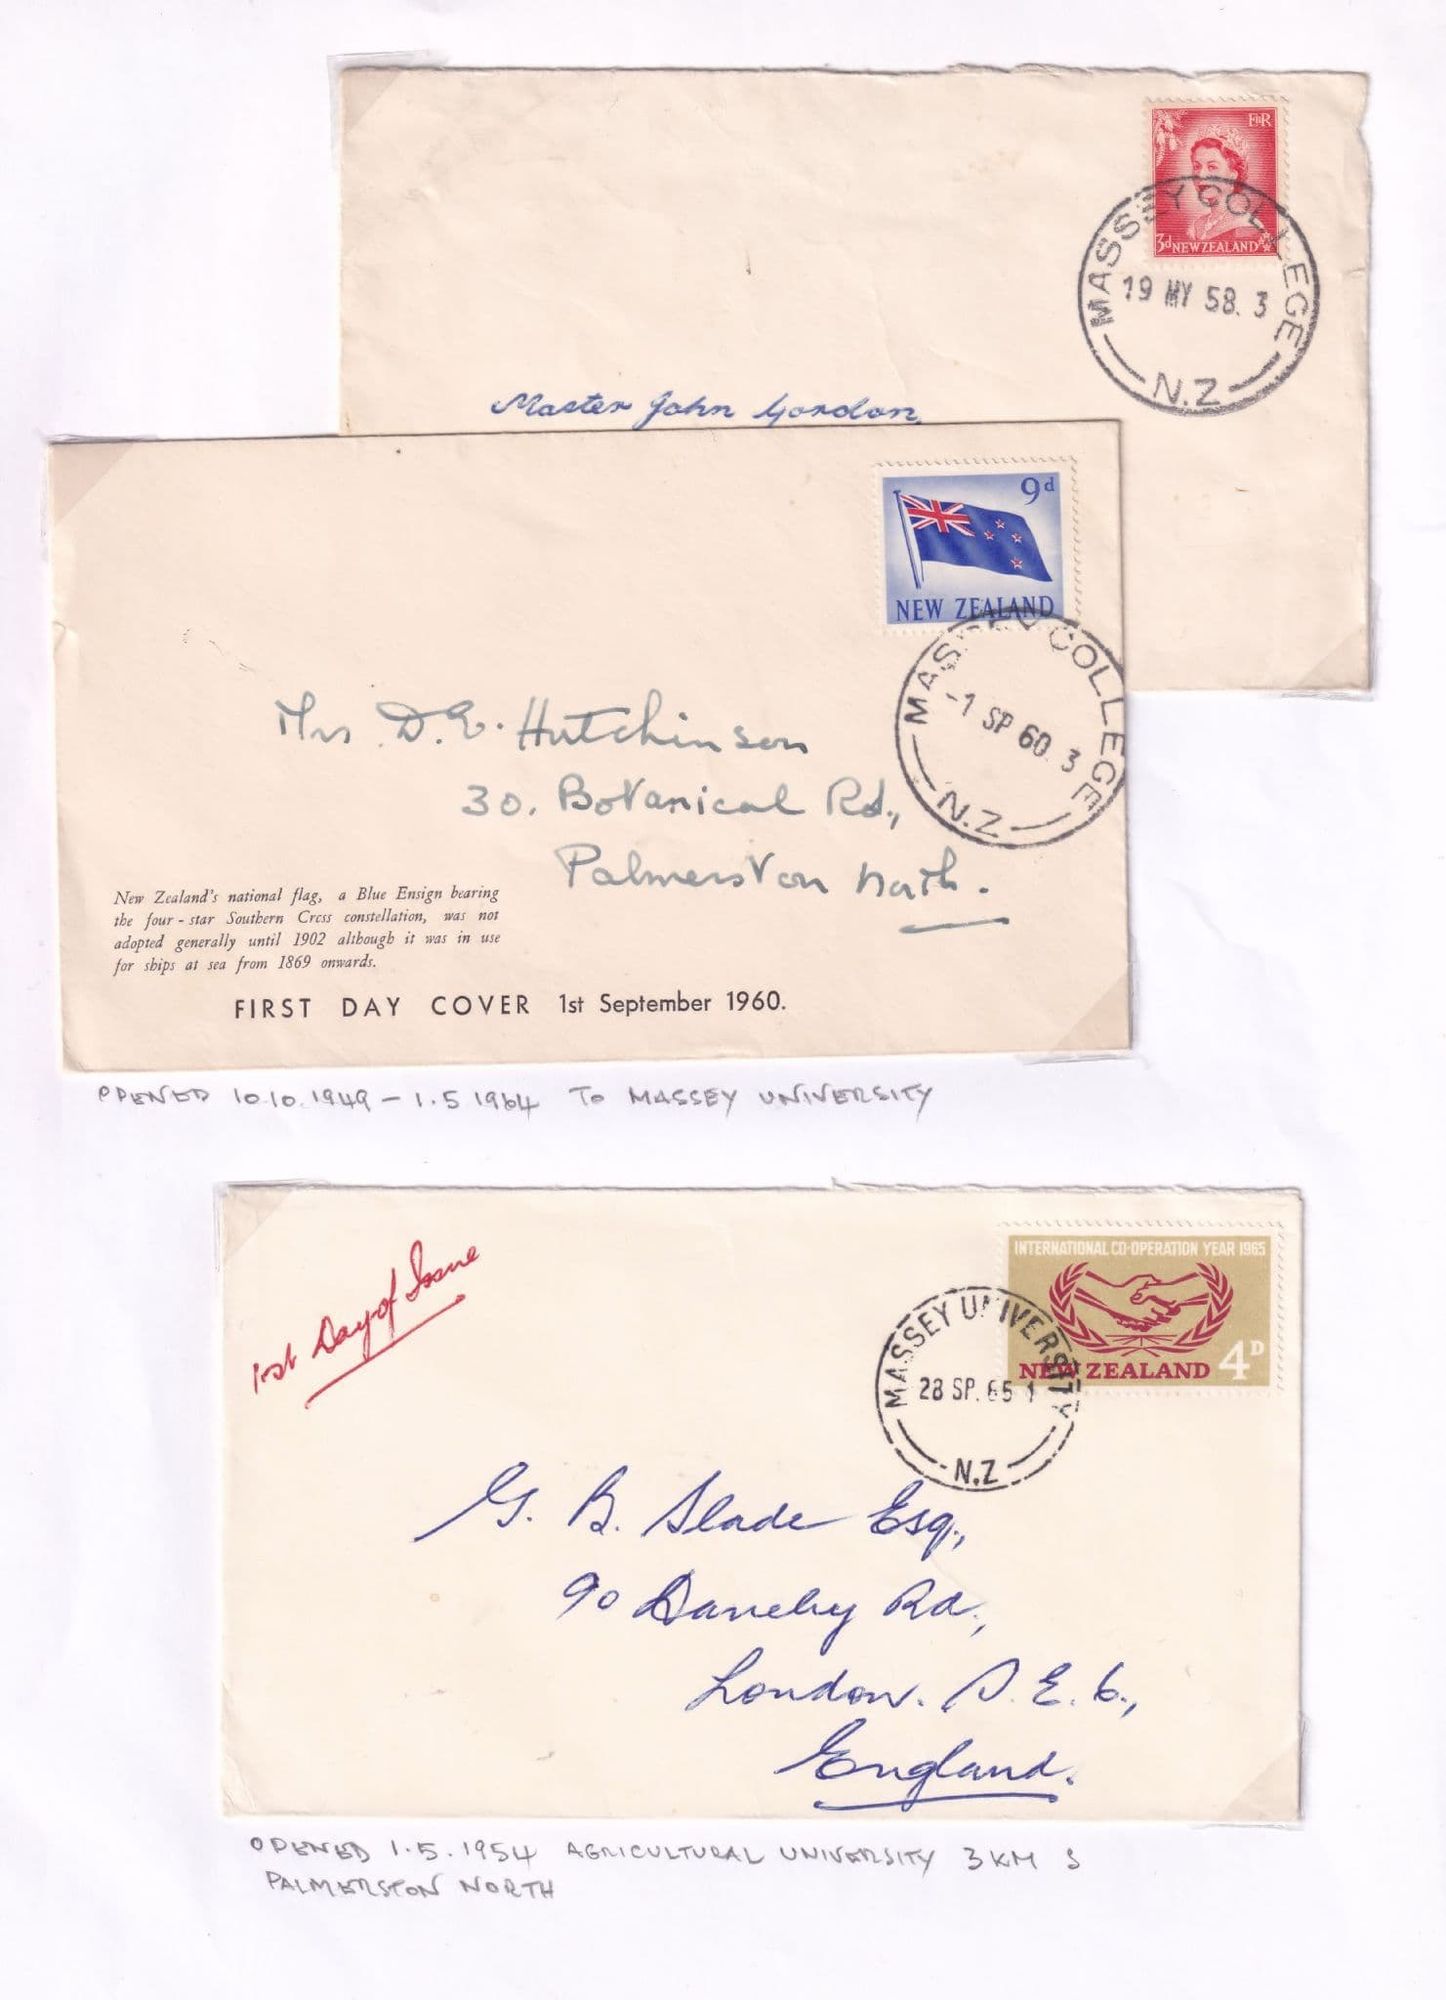 E II R
3d NEW ZEALAND
MASSEY COLLEGE
19 MY 58. 3
N.Z
Master John Gordon,
9d
NEW ZEALAND
MASSEY COLLEGE
-1 SP 60 3
N.Z
Mrs. D. E. Hutchinson
30, Botanical Rd.,
Palmerston North.
New Zealand's national flag, a Blue Ensign bearing
the four-star Southern Cross constellation, was not
adopted generally until 1902 although it was in use
for ships at sea from 1869 onwards.
FIRST DAY COVER 1st September 1960.
OPENED 10.10.1949 - 1.5 1964 TO MASSEY UNIVERSITY
1st Day of Issue
INTERNATIONAL CO-OPERATION YEAR 1965
NEW ZEALAND 4D
MASSEY UNIVERSITY
28 SP. 65 1
N.Z
G. B. Slade Esq.,
90 Daneby Rd.,
London. S. E. 6.,
England.
OPENED 1.5.1954 AGRICULTURAL UNIVERSITY 3 KM S
PALMERSTON NORTH